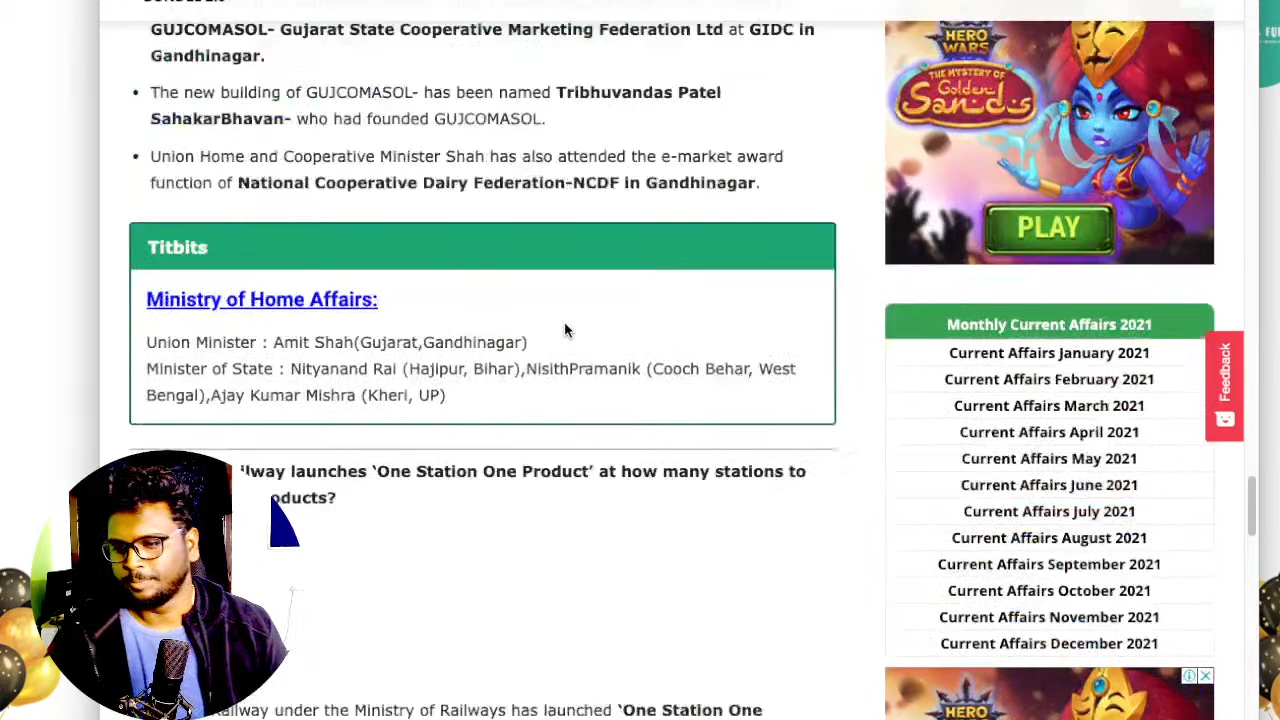 GUJCOMASOL- Gujarat State Cooperative Marketing Federation Ltd at GIDC in
Gandhinagar.
The new building of GUJCOMASOL- has been named Tribhuvandas Patel
SahakarBhavan- who had founded GUJCOMASOL.
Union Home and Cooperative Minister Shah has also attended the e-market award
function of National Cooperative Dairy Federation-NCDF in Gandhinagar.
Titbits
Ministry of Home Affairs:
Union Minister : Amit Shah(Gujarat,Gandhinagar)
Minister of State : Nityanand Rai (Hajipur, Bihar),NisithPramanik (Cooch Behar, West
Bengal),Ajay Kumar Mishra (Kheri, UP)
ilway launches ‘One Station One Product’ at how many stations to
oducts?
ailway under the Ministry of Railways has launched ‘One Station One
HERO
WARS
THE MYSTERY OF
Golden
Sands
PLAY
Monthly Current Affairs 2021
Current Affairs January 2021
Current Affairs February 2021
Current Affairs March 2021
Current Affairs April 2021
Current Affairs May 2021
Current Affairs June 2021
Current Affairs July 2021
Current Affairs August 2021
Current Affairs September 2021
Current Affairs October 2021
Current Affairs November 2021
Current Affairs December 2021
Feedback
HERO